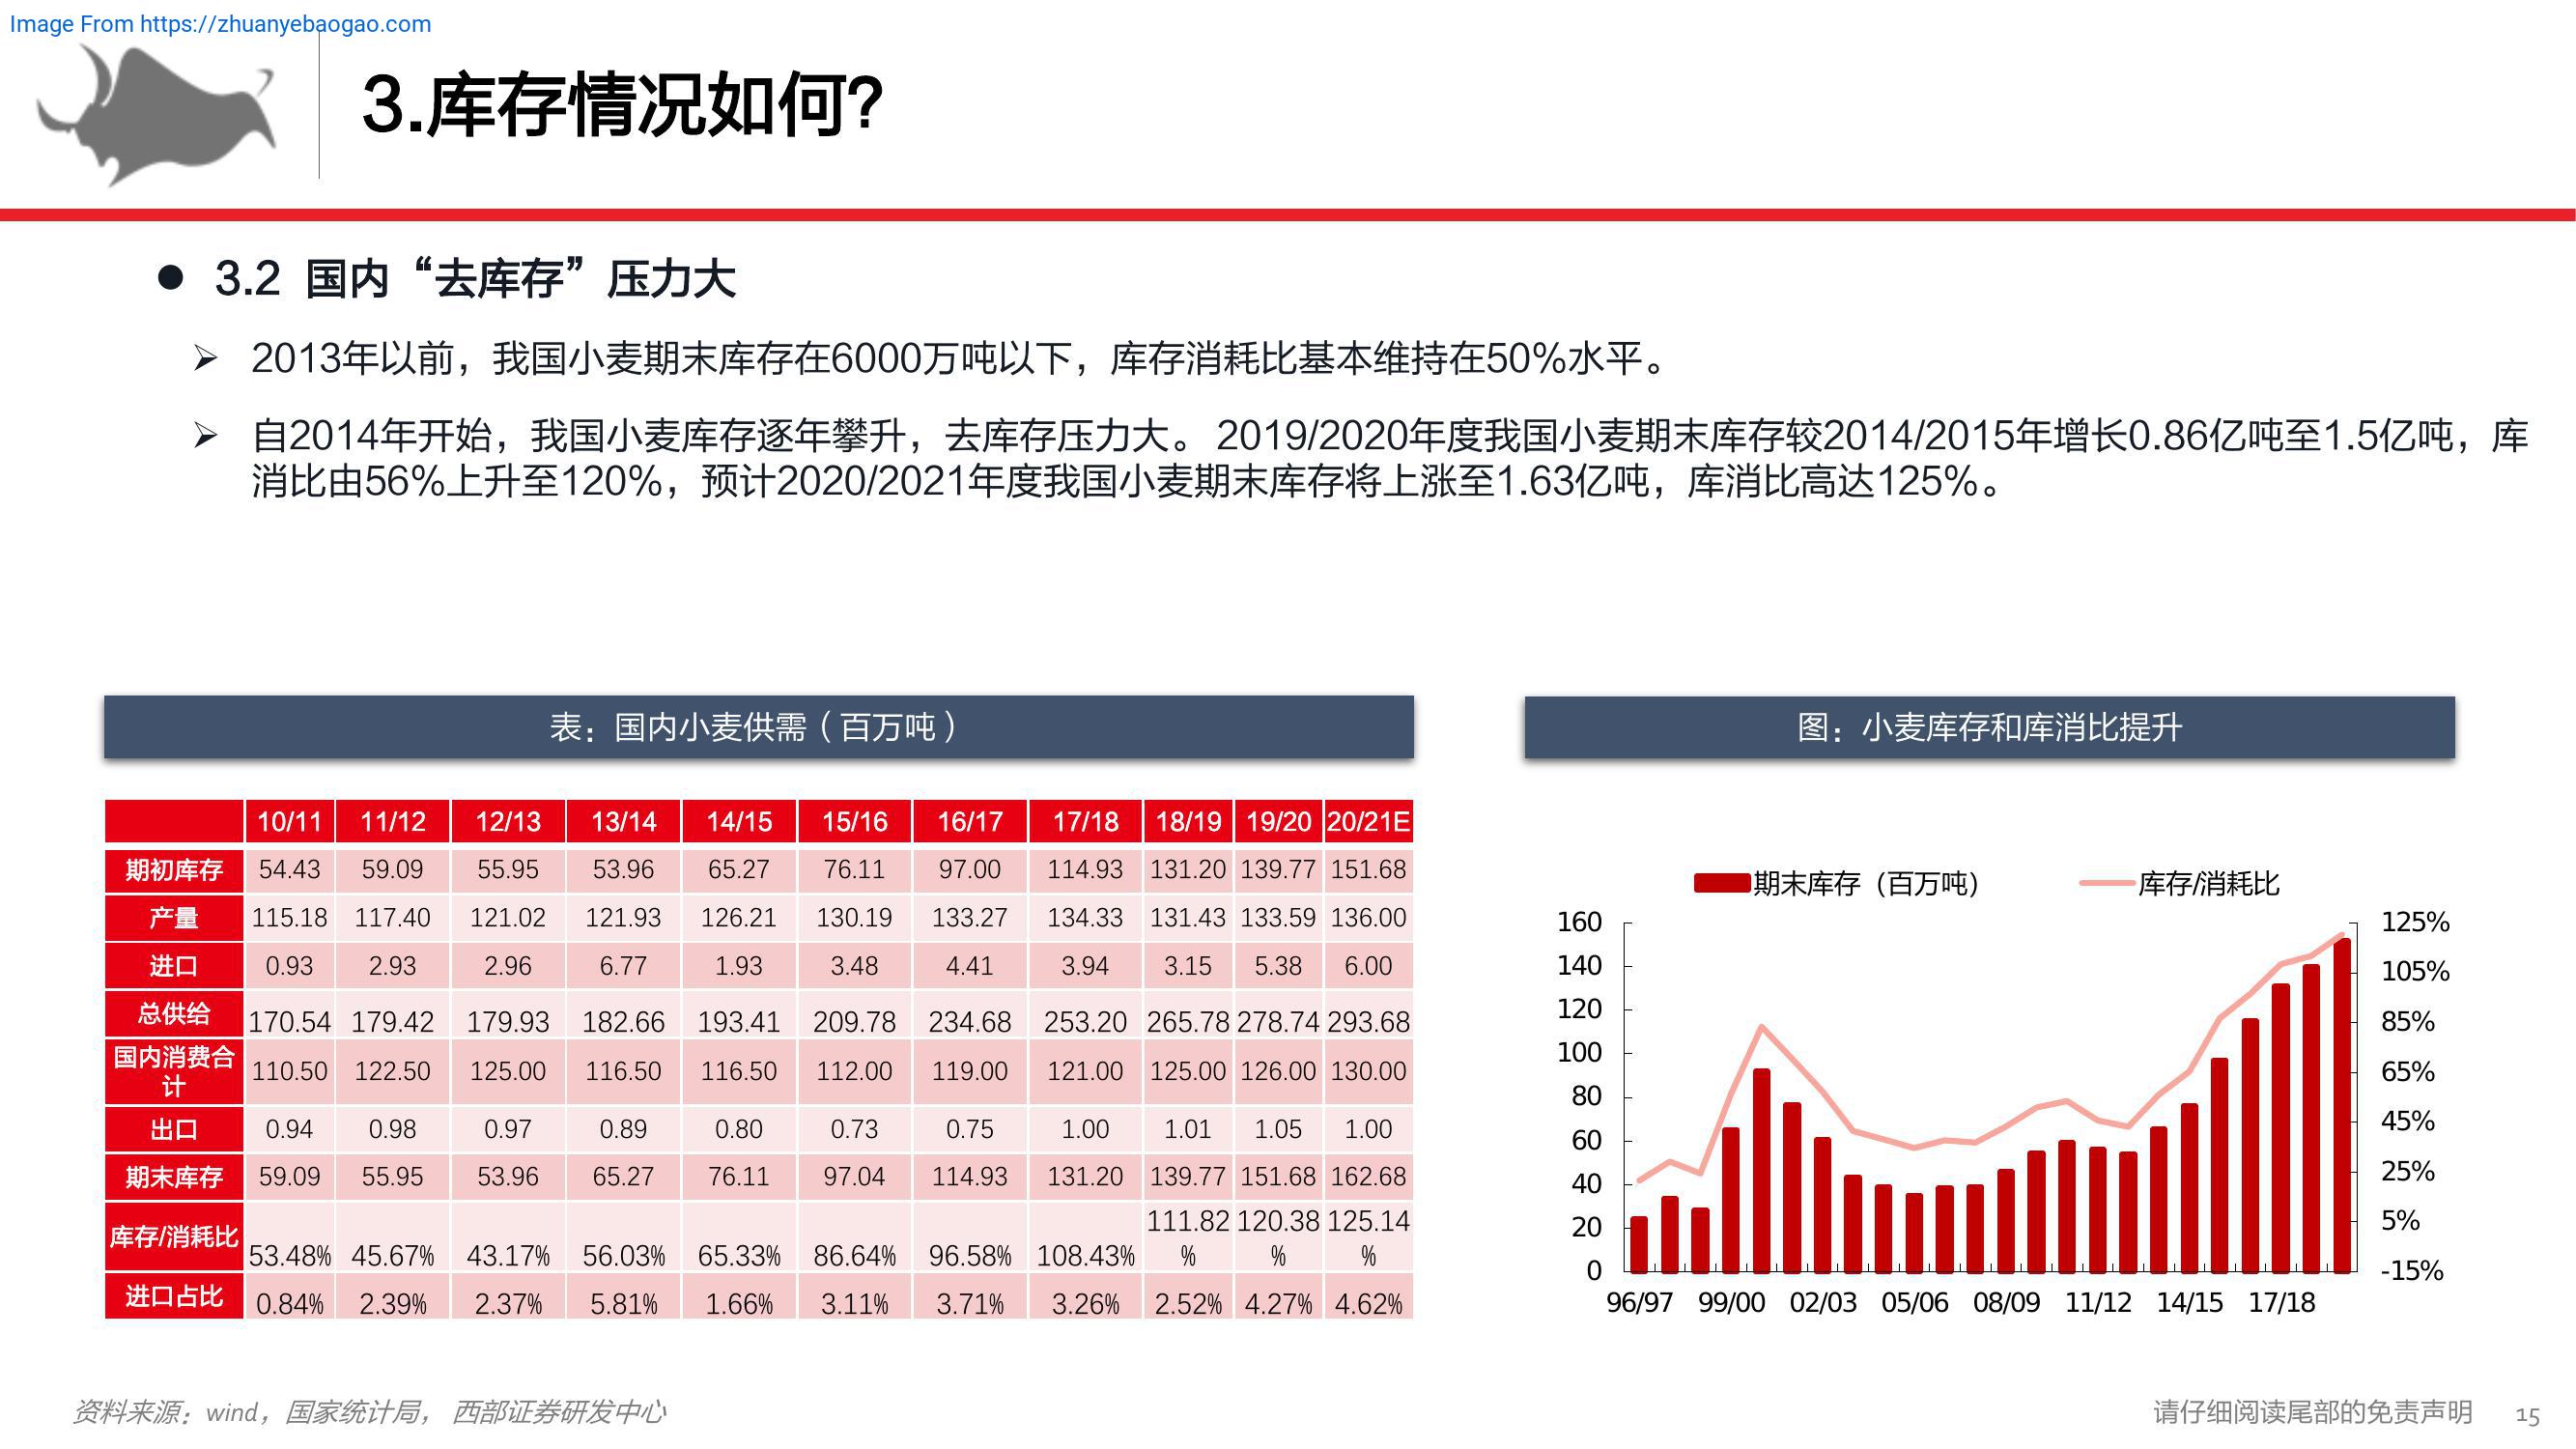 Image From https://zhuanyebaogao.com
3.库存情况如何?
● 3.2 国内“去库存”压力大
➢ 2013年以前，我国小麦期末库存在6000万吨以下，库存消耗比基本维持在50%水平。
➢ 自2014年开始，我国小麦库存逐年攀升，去库存压力大。 2019/2020年度我国小麦期末库存较2014/2015年增长0.86亿吨至1.5亿吨，库
消比由56%上升至120%，预计2020/2021年度我国小麦期末库存将上涨至1.63亿吨，库消比高达125%。
表：国内小麦供需（百万吨）
10/11 11/12 12/13 13/14 14/15 15/16 16/17 17/18 18/19 19/20 20/21E
期初库存 54.43 59.09 55.95 53.96 65.27 76.11 97.00 114.93 131.20 139.77 151.68
产量 115.18 117.40 121.02 121.93 126.21 130.19 133.27 134.33 131.43 133.59 136.00
进口 0.93 2.93 2.96 6.77 1.93 3.48 4.41 3.94 3.15 5.38 6.00
总供给 170.54 179.42 179.93 182.66 193.41 209.78 234.68 253.20 265.78 278.74 293.68
国内消费合计 110.50 122.50 125.00 116.50 116.50 112.00 119.00 121.00 125.00 126.00 130.00
出口 0.94 0.98 0.97 0.89 0.80 0.73 0.75 1.00 1.01 1.05 1.00
期末库存 59.09 55.95 53.96 65.27 76.11 97.04 114.93 131.20 139.77 151.68 162.68
库存/消耗比 53.48% 45.67% 43.17% 56.03% 65.33% 86.64% 96.58% 108.43% 111.82% 120.38% 125.14%
进口占比 0.84% 2.39% 2.37% 5.81% 1.66% 3.11% 3.71% 3.26% 2.52% 4.27% 4.62%
图：小麦库存和库消比提升
期末库存（百万吨） 库存/消耗比
160 125%
140 105%
120 85%
100 65%
80 45%
60 25%
40 5%
20 -15%
0
96/97 99/00 02/03 05/06 08/09 11/12 14/15 17/18
资料来源：wind，国家统计局， 西部证券研发中心
请仔细阅读尾部的免责声明 15